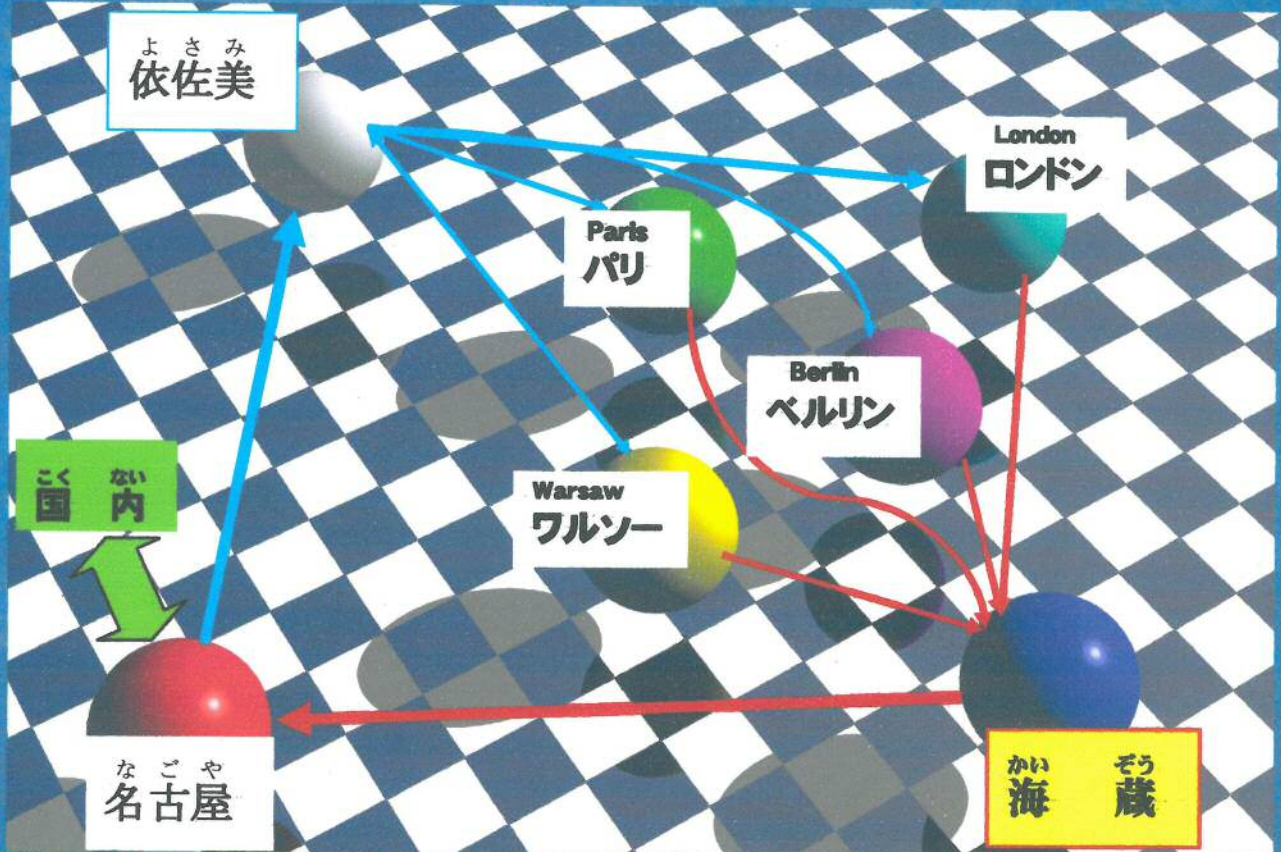 よさみ
依佐美
London
ロンドン
Paris
パリ
Berlin
ベルリン
Warsaw
ワルソー
こく ない
国 内
なごや
名古屋
かい ぞう
海 蔵